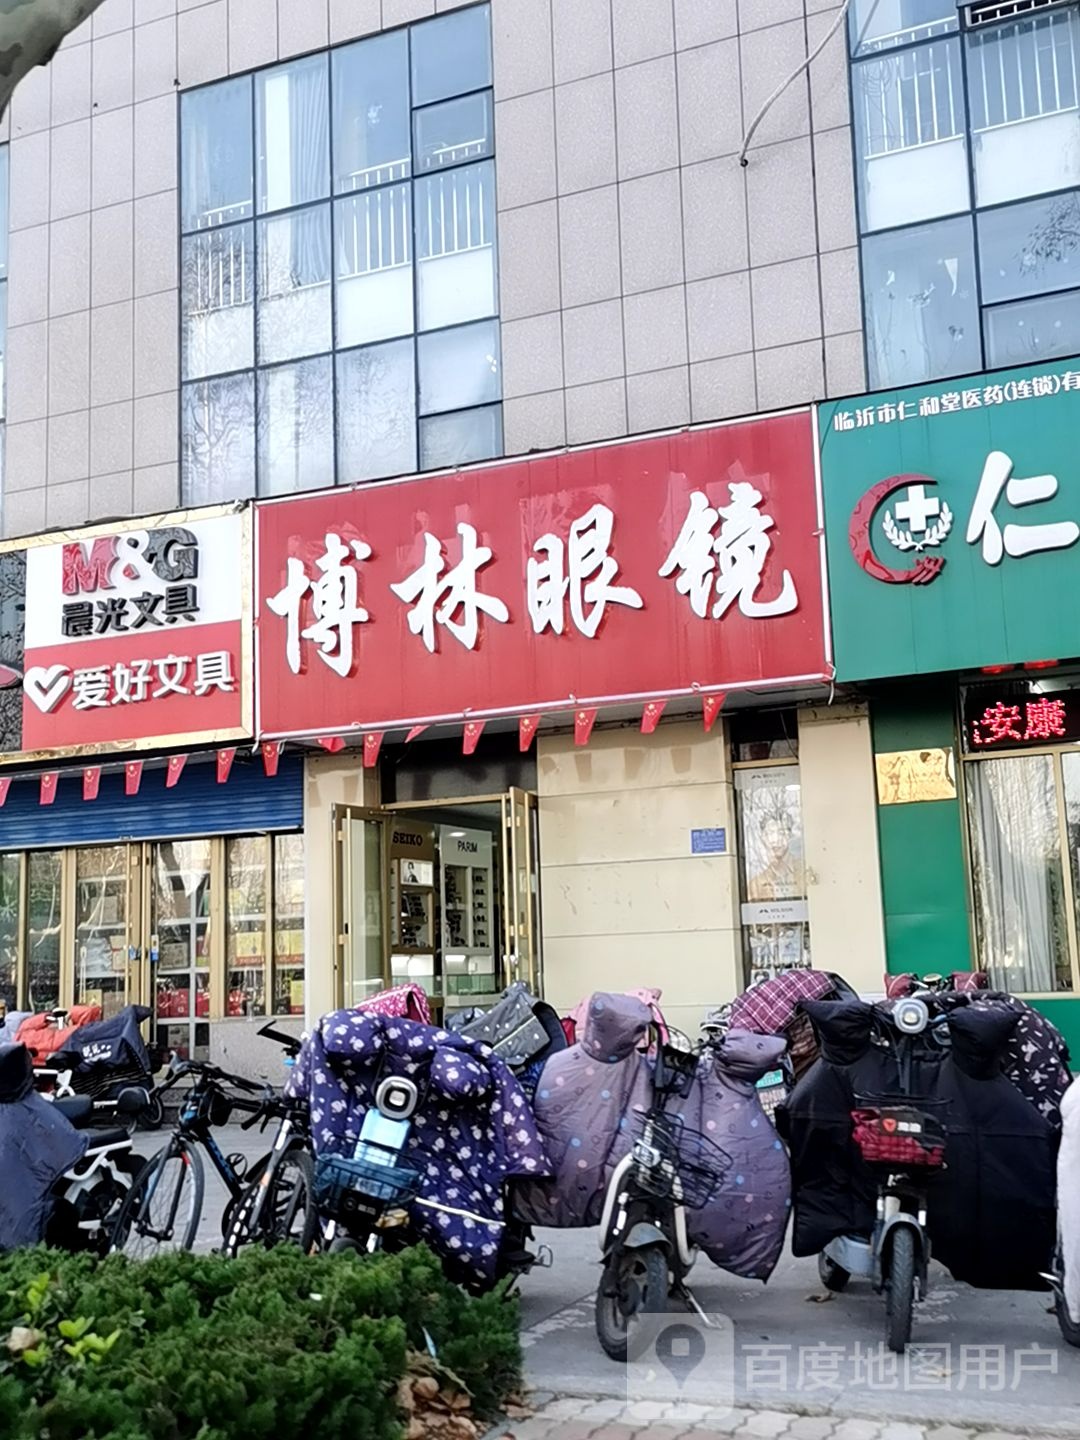 M&G
晨光文具
爱好文具
博林眼镜
临沂市仁和堂医药(连锁)有
仁
安康
SEIKO
PARIM
百度地图用户